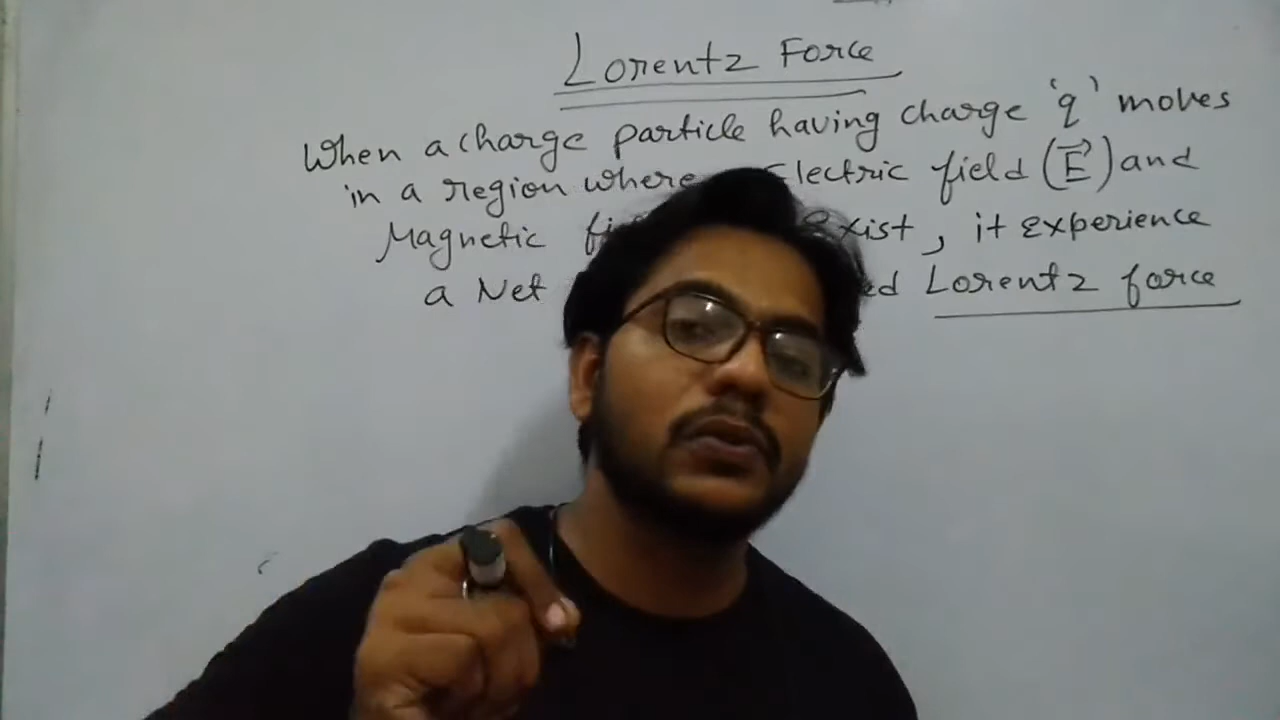 Lorentz Force
When a charge particle having charge 'q' moves
in a region where Electric field (E⃗) and
Magnetic exist, it experience
a Net Lorentz force